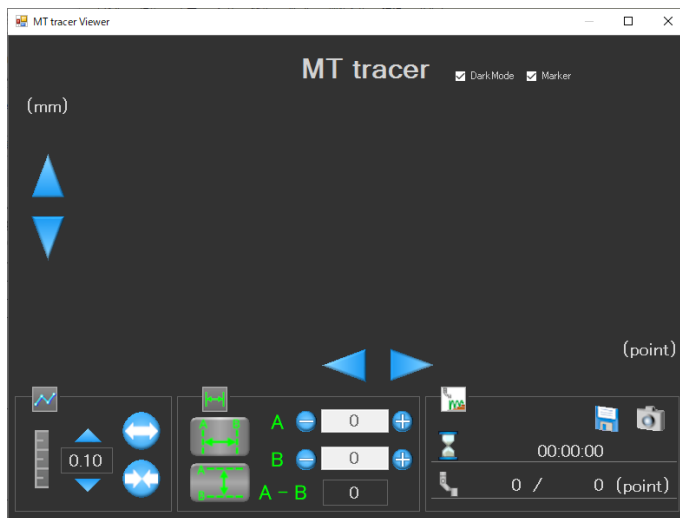 MT tracer Viewer
MT tracer
DarkMode
Marker
(mm)
(point)
0.10
A B
A 0
A
B
B 0
A - B 0
00:00:00
0 / 0 (point)